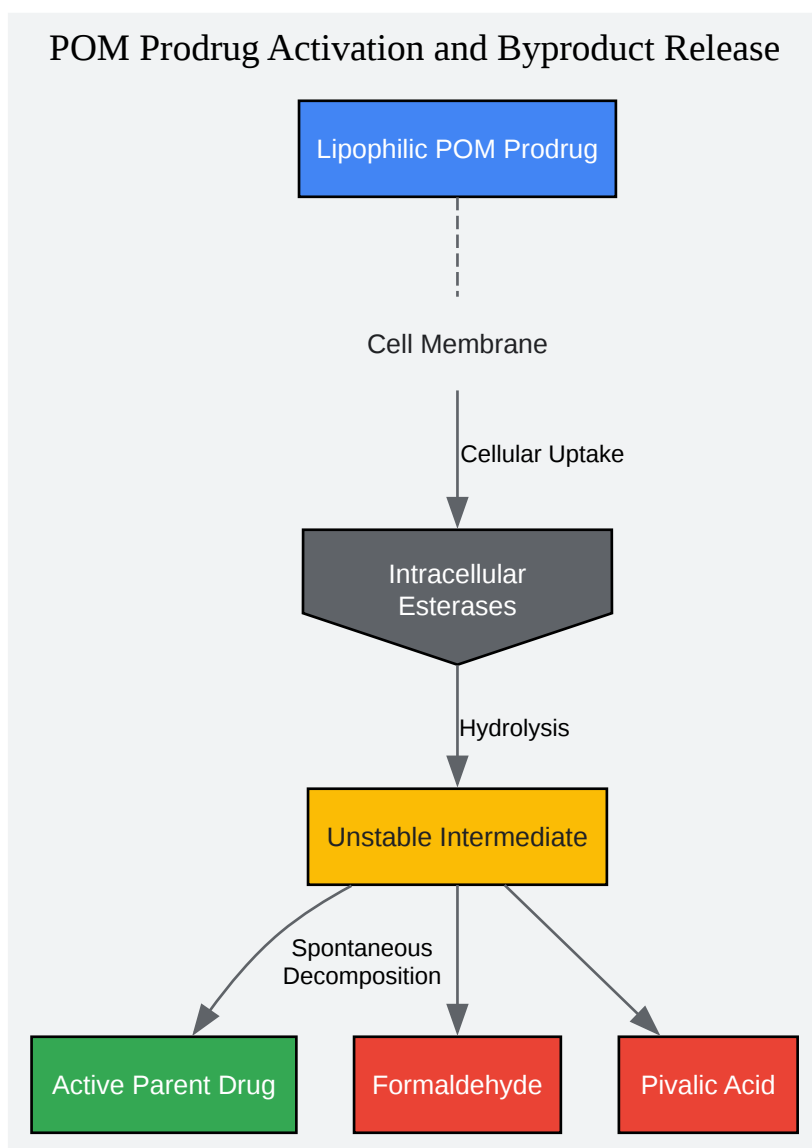 POM Prodrug Activation and Byproduct Release
Lipophilic POM Prodrug
Cell Membrane
Cellular Uptake
Intracellular
Esterases
Hydrolysis
Unstable Intermediate
Spontaneous
Decomposition
Active Parent Drug
Formaldehyde
Pivalic Acid